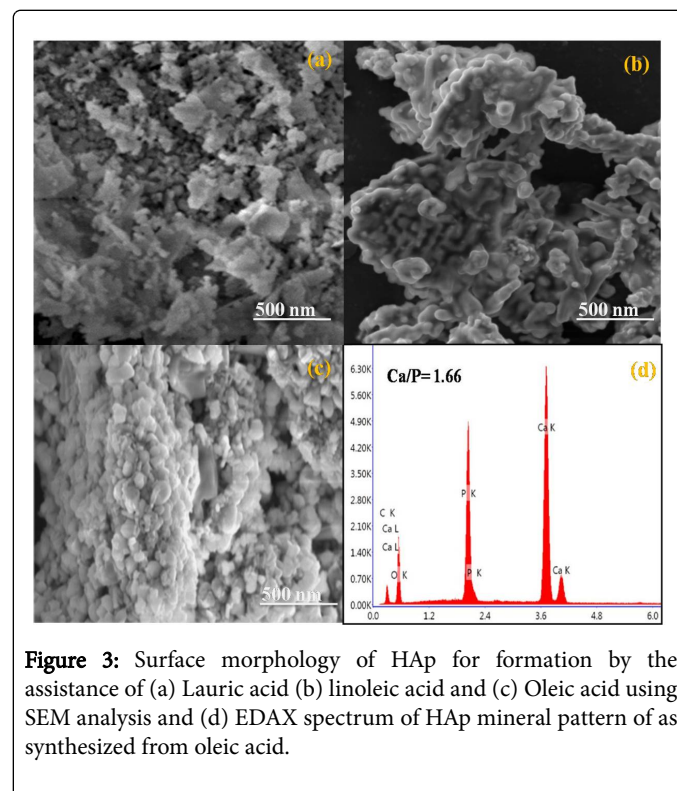 (a)
500 nm
(b)
500 nm
(c)
500 nm
(d)
Ca/P= 1.66
6.30K
5.60K
4.90K
4.20K
3.50K
2.80K
2.10K
1.40K
0.70K
0.00K
C K
Ca L
Ca L
O K
P K
P K
Ca K
Ca K
0.0 1.2 2.4 3.6 4.8 6.0
Figure 3: Surface morphology of HAp for formation by the
assistance of (a) Lauric acid (b) linoleic acid and (c) Oleic acid using
SEM analysis and (d) EDAX spectrum of HAp mineral pattern of as
synthesized from oleic acid.